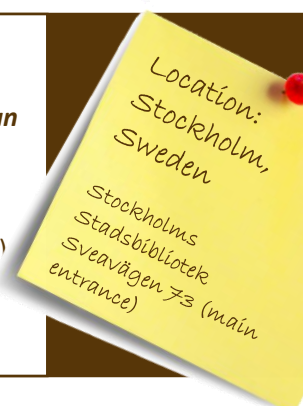 Location:
Stockholm,
Sweden
Stockholms
Stadsbibliotek
Sveavägen 73 (main
entrance)